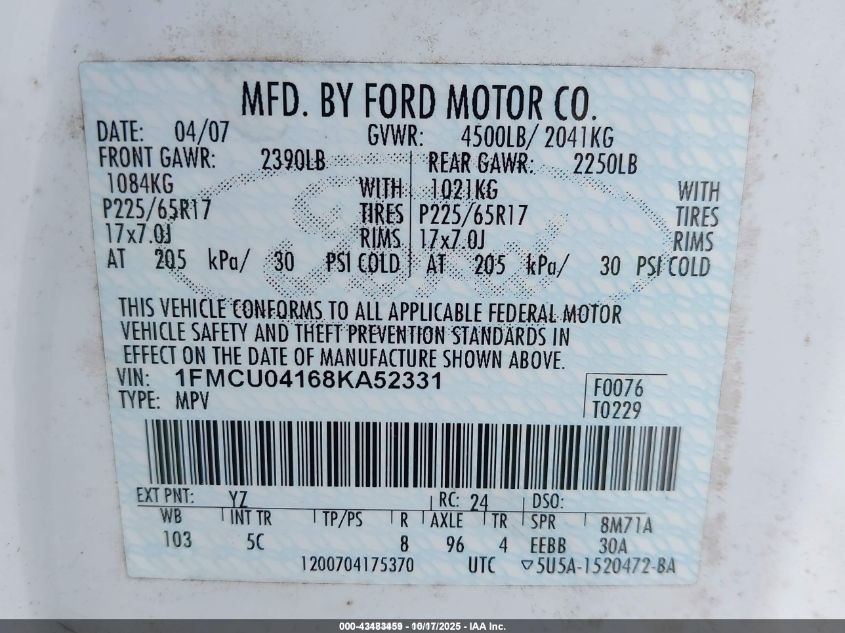 MFD. BY FORD MOTOR CO.
DATE: 04/07 GVWR: 4500LB/ 2041KG
FRONT GAWR: 2390LB REAR GAWR: 2250LB
1084KG WITH 1021KG WITH
P225/65R17 TIRES P225/65R17 TIRES
17x7.0J RIMS 17x7.0J RIMS
AT 205 kPa/ 30 PSI COLD AT 205 kPa/ 30 PSI COLD
THIS VEHICLE CONFORMS TO ALL APPLICABLE FEDERAL MOTOR
VEHICLE SAFETY AND THEFT PREVENTION STANDARDS IN
EFFECT ON THE DATE OF MANUFACTURE SHOWN ABOVE.
VIN: 1FMCU04168KA52331
TYPE: MPV
F0076
T0229
EXT PNT: YZ RC: 24 DSO:
WB INT TR TP/PS R AXLE TR SPR 8M71A
103 5C 8 96 4 EEBB 30A
1200704175370 UTC ▽5U5A-1520472-BA
000-43483459 - 10/17/2025 - IAA Inc.